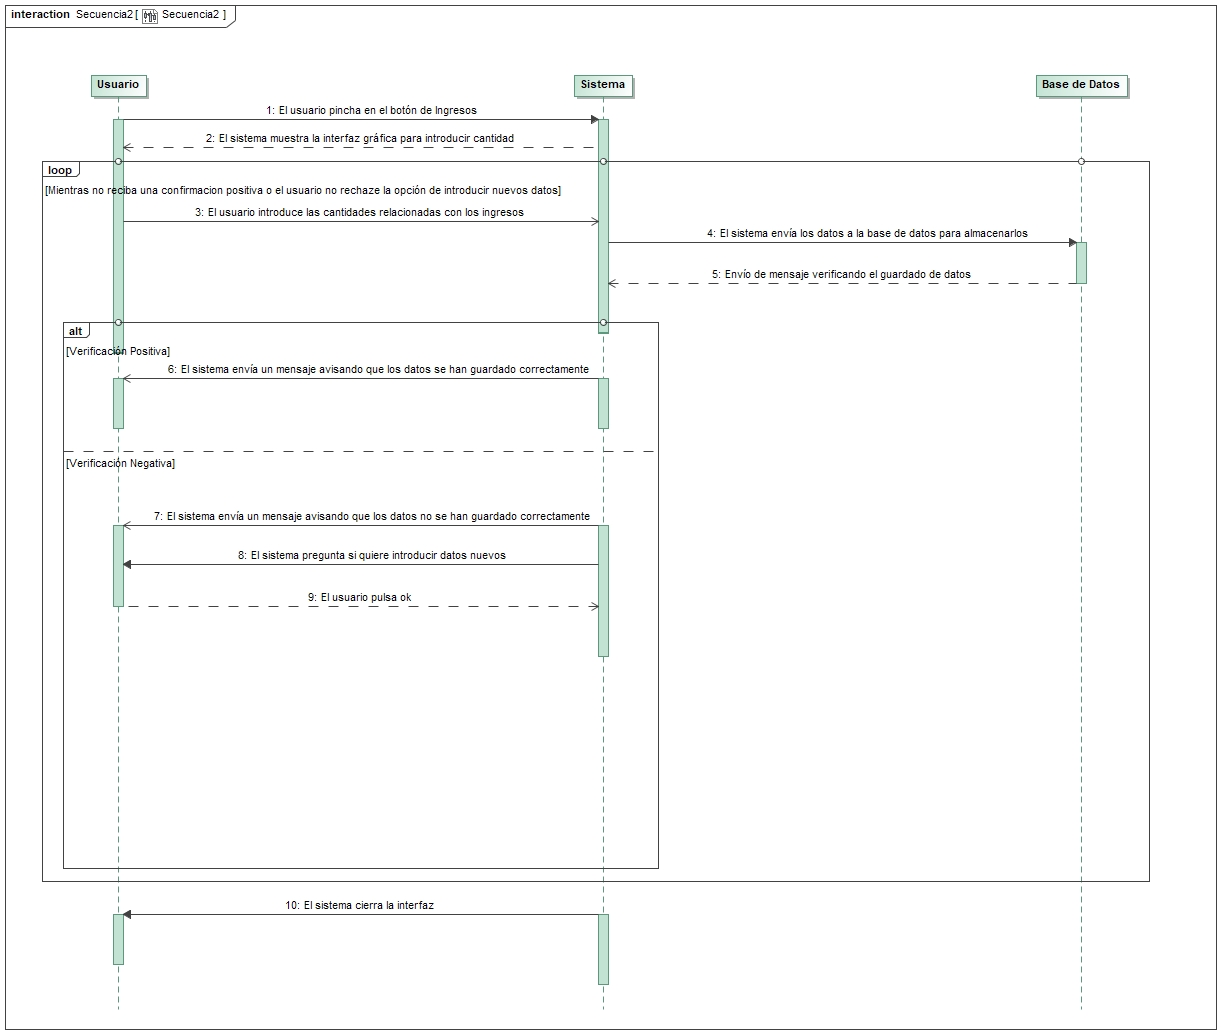 interaction Secuencia2[ Secuencia2 ]
Usuario
Sistema
Base de Datos
1: El usuario pincha en el botón de Ingresos
2: El sistema muestra la interfaz gráfica para introducir cantidad
loop
[Mientras no reciba una confirmacion positiva o el usuario no rechaze la opción de introducir nuevos datos]
3: El usuario introduce las cantidades relacionadas con los ingresos
4: El sistema envía los datos a la base de datos para almacenarlos
5: Envío de mensaje verificando el guardado de datos
alt
[Verificación Positiva]
6: El sistema envía un mensaje avisando que los datos se han guardado correctamente
[Verificación Negativa]
7: El sistema envía un mensaje avisando que los datos no se han guardado correctamente
8: El sistema pregunta si quiere introducir datos nuevos
9: El usuario pulsa ok
10: El sistema cierra la interfaz